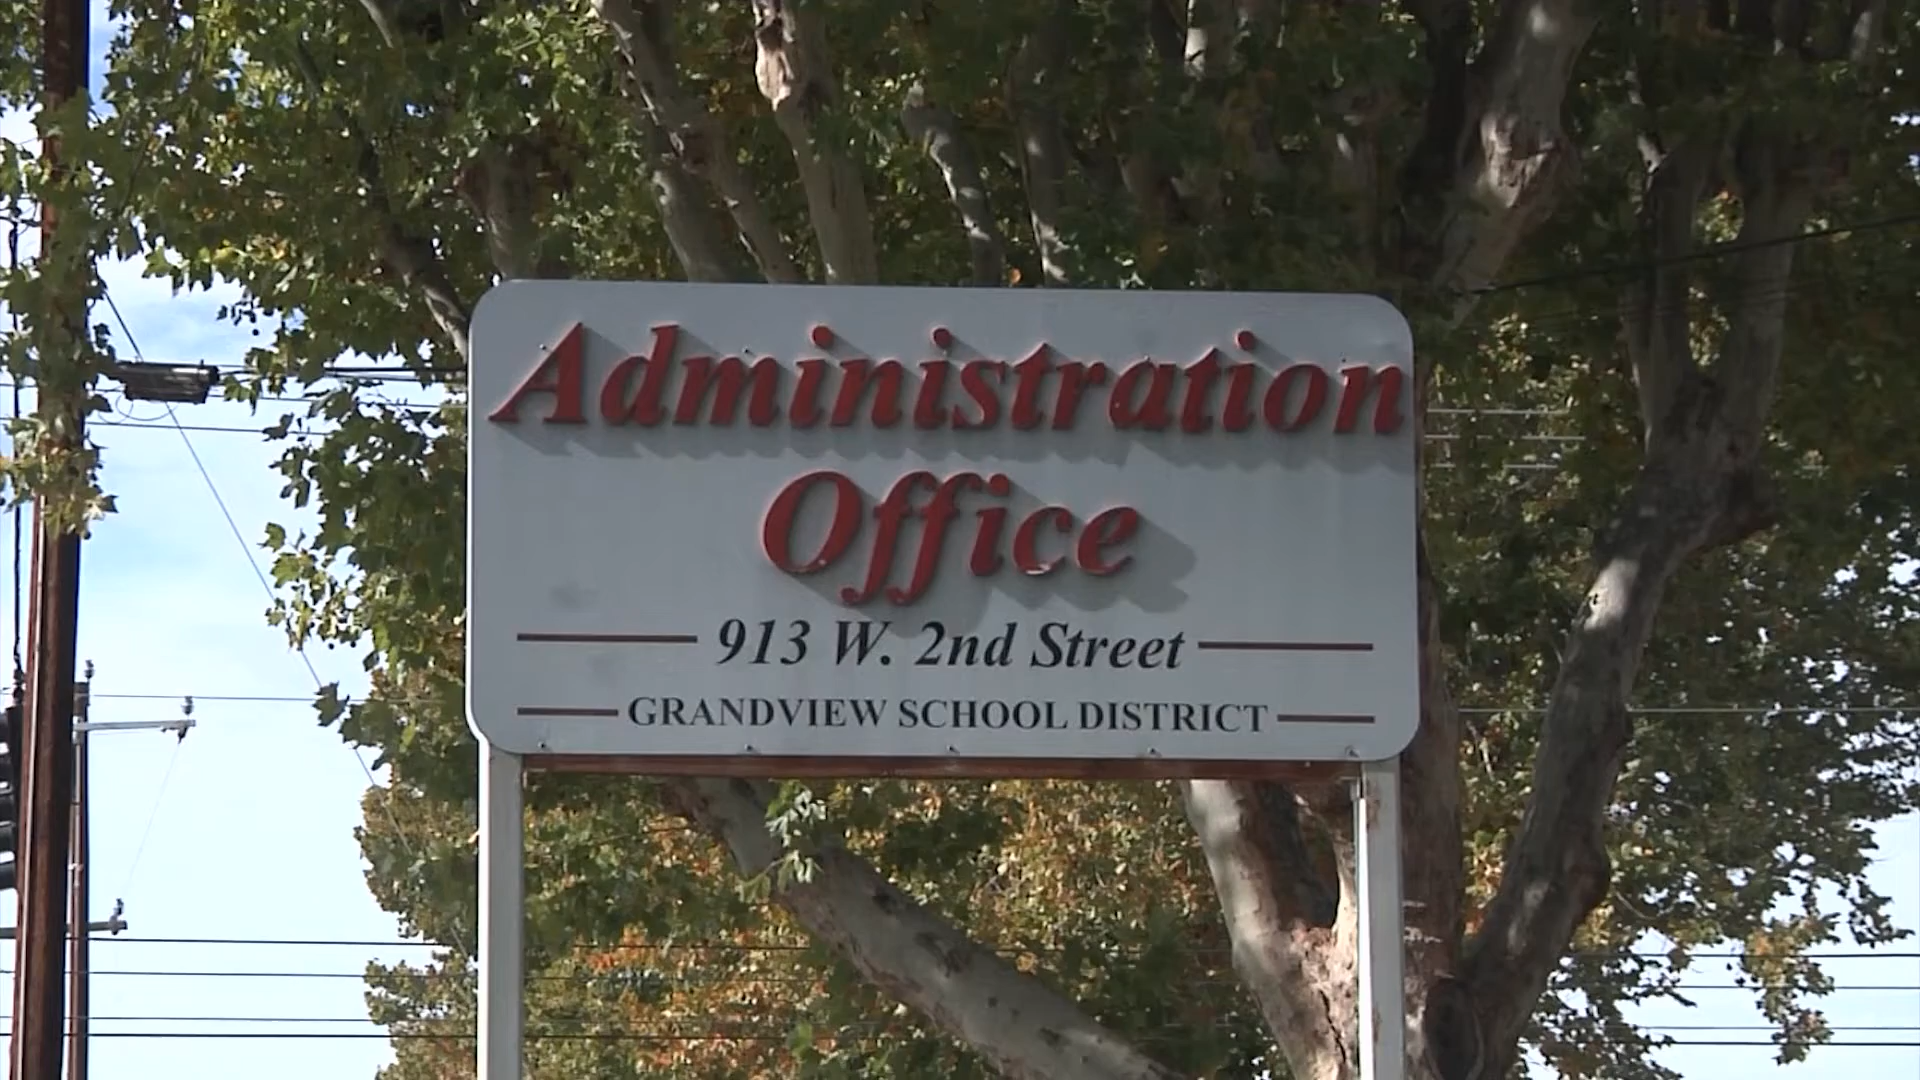 Administration
Office
913 W. 2nd Street
GRANDVIEW SCHOOL DISTRICT